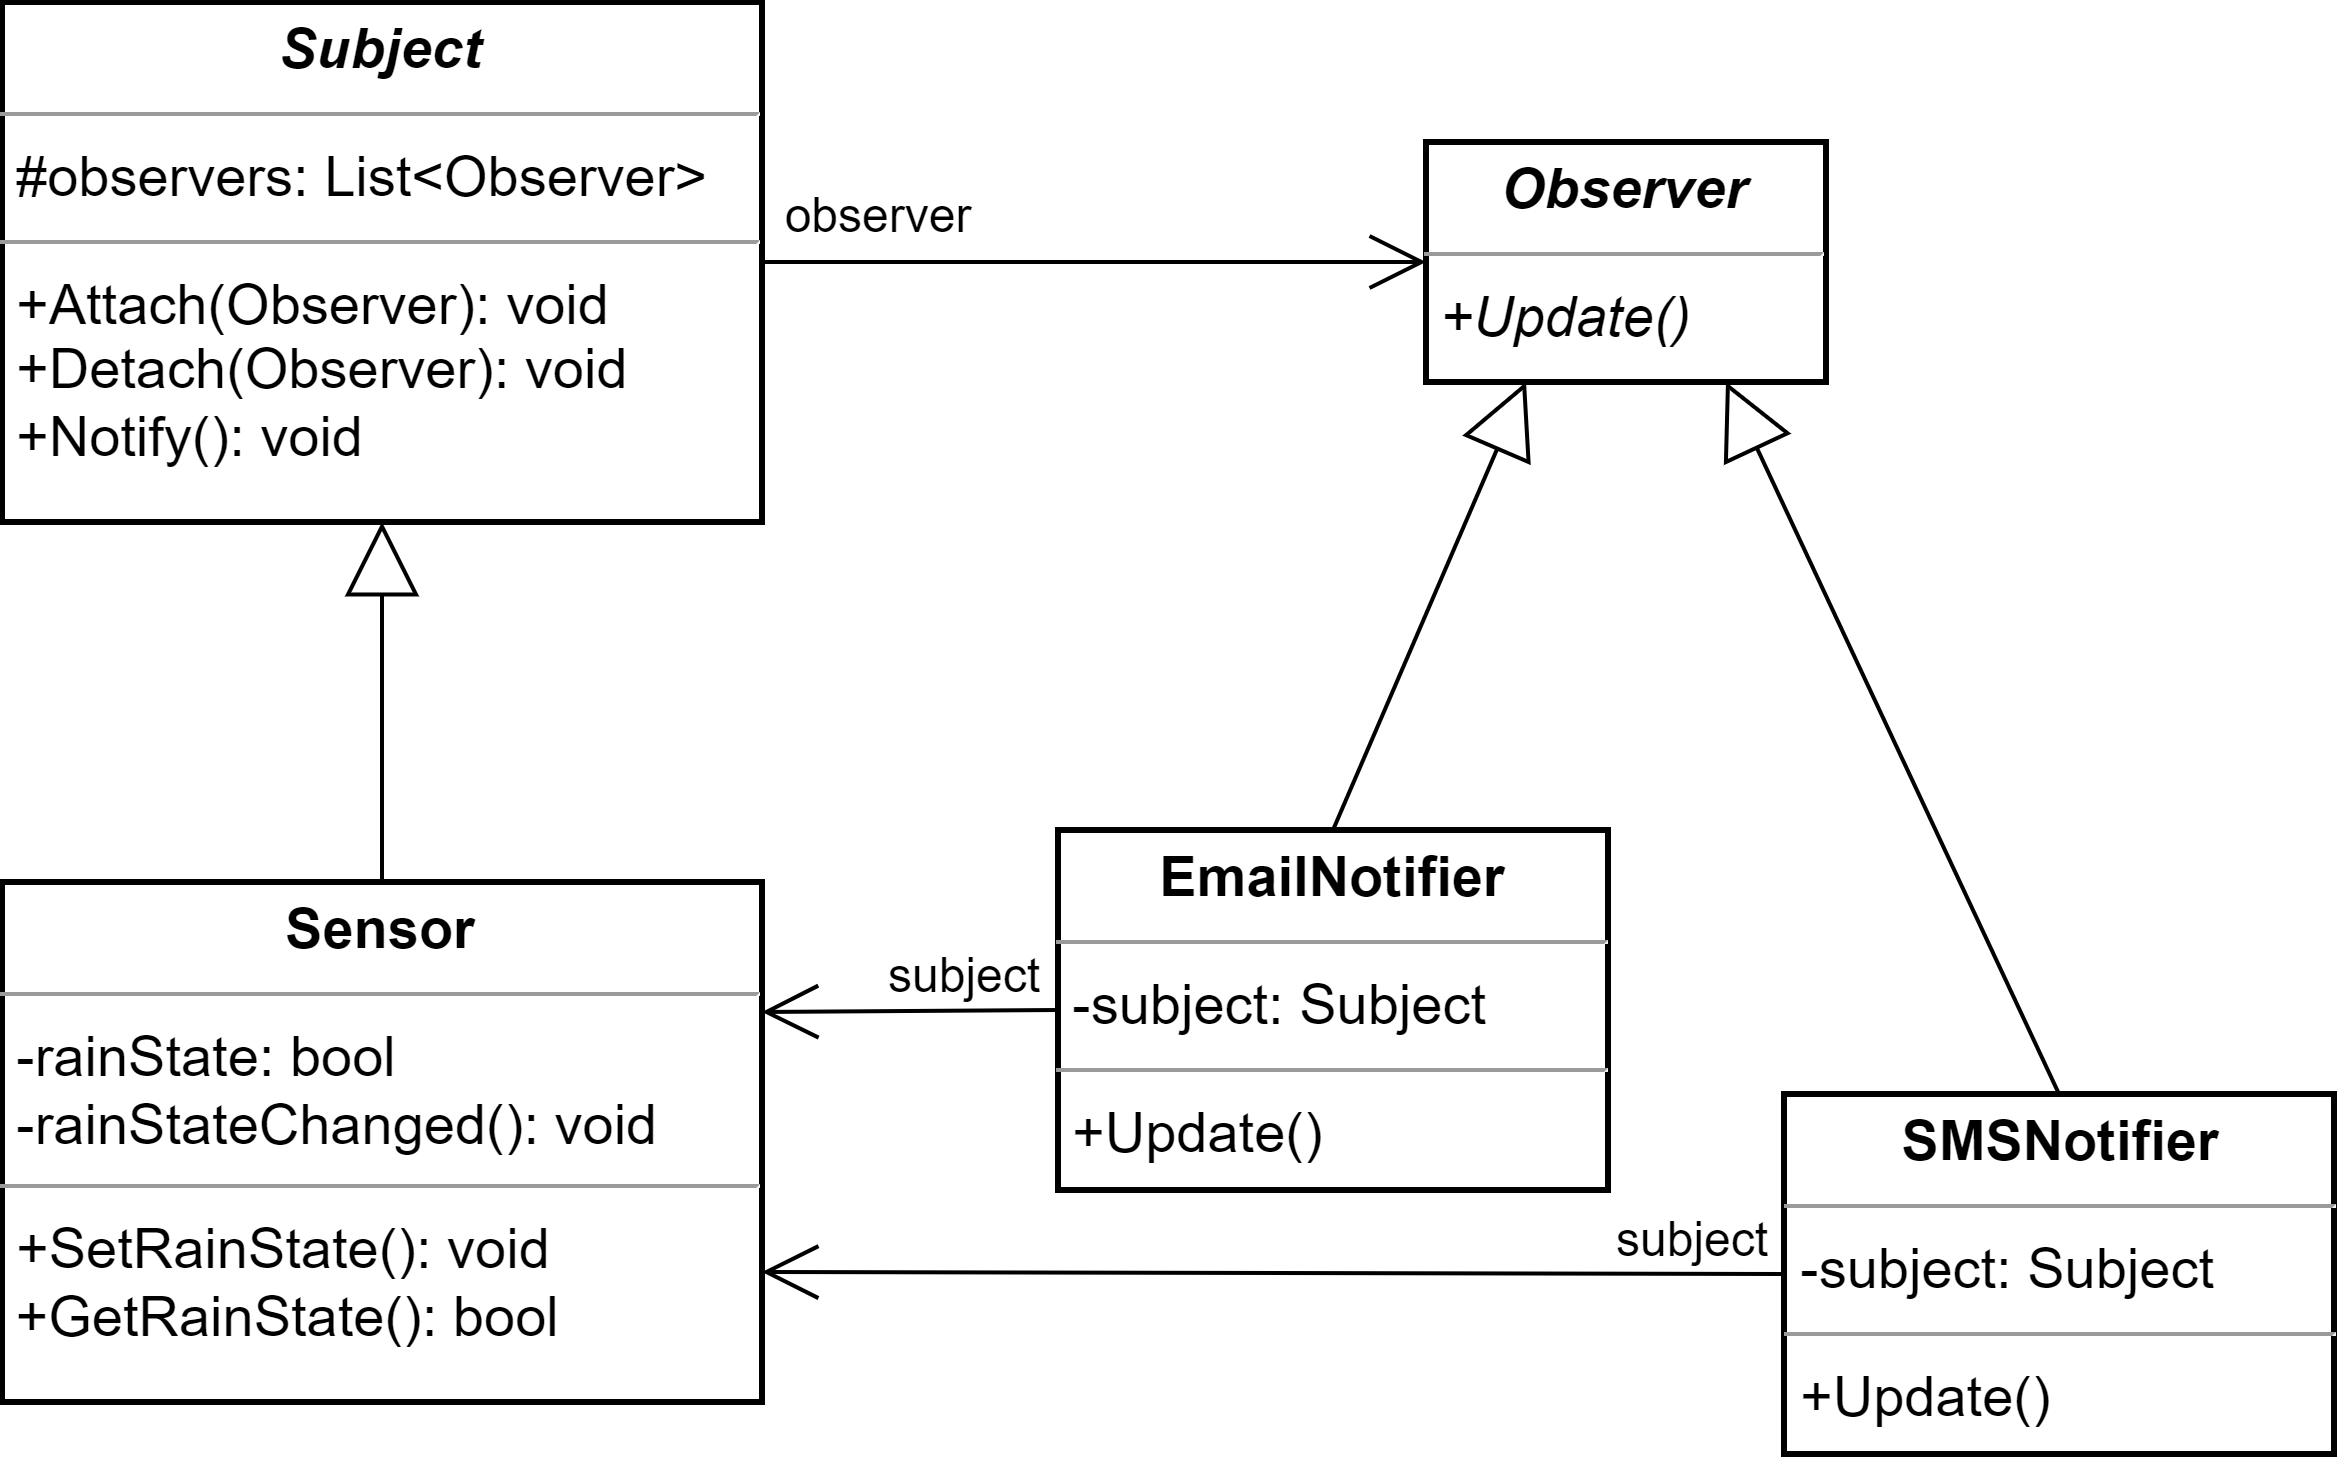 Subject
#observers: List<Observer>
+Attach(Observer): void
+Detach(Observer): void
+Notify(): void
observer
Observer
+Update()
Sensor
-rainState: bool
-rainStateChanged(): void
+SetRainState(): void
+GetRainState(): bool
subject
EmailNotifier
-subject: Subject
+Update()
subject
SMSNotifier
-subject: Subject
+Update()